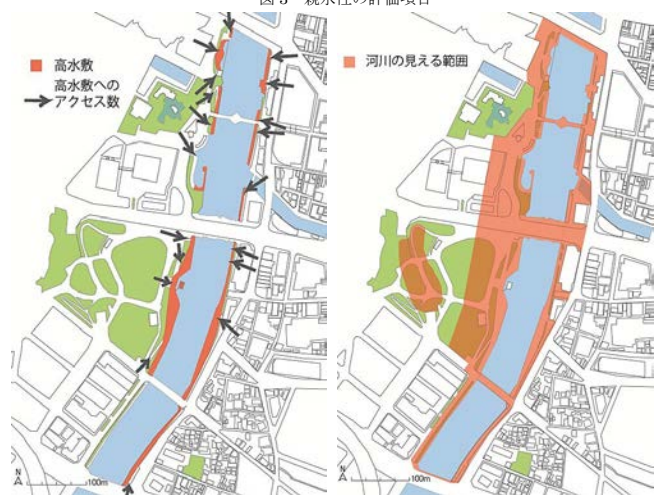 図 5 親水性の評価項目
高水敷
高水敷への
アクセス数
河川の見える範囲
N
100m
N
100m